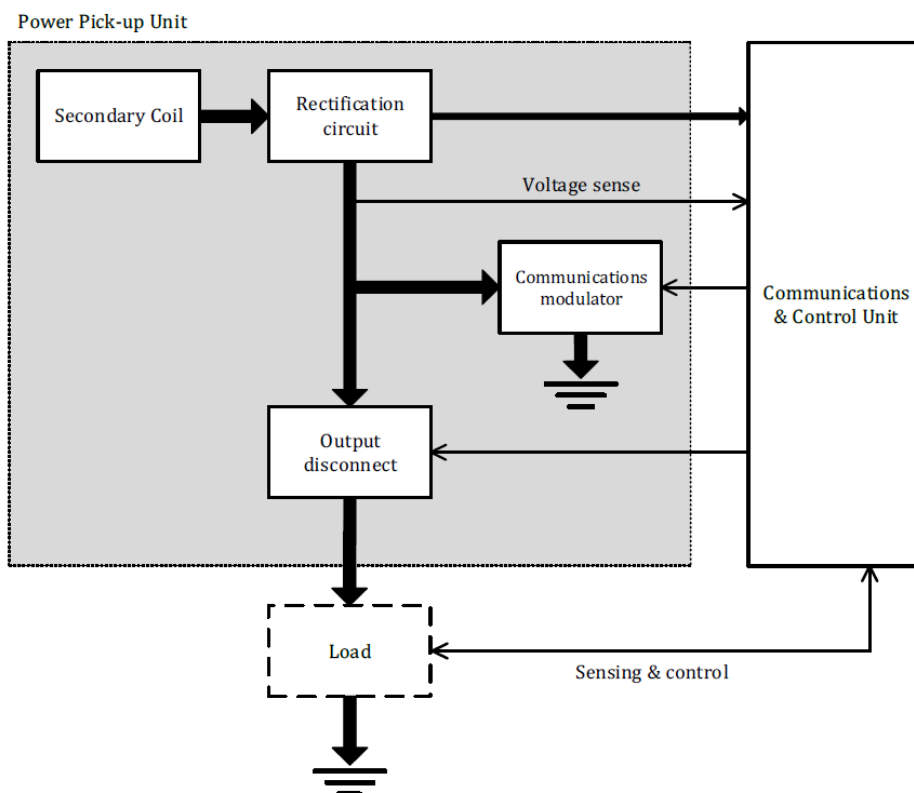 Power Pick-up Unit
Secondary Coil
Rectification
circuit
Voltage sense
Communications
modulator
Communications
& Control Unit
Output
disconnect
Load
Sensing & control